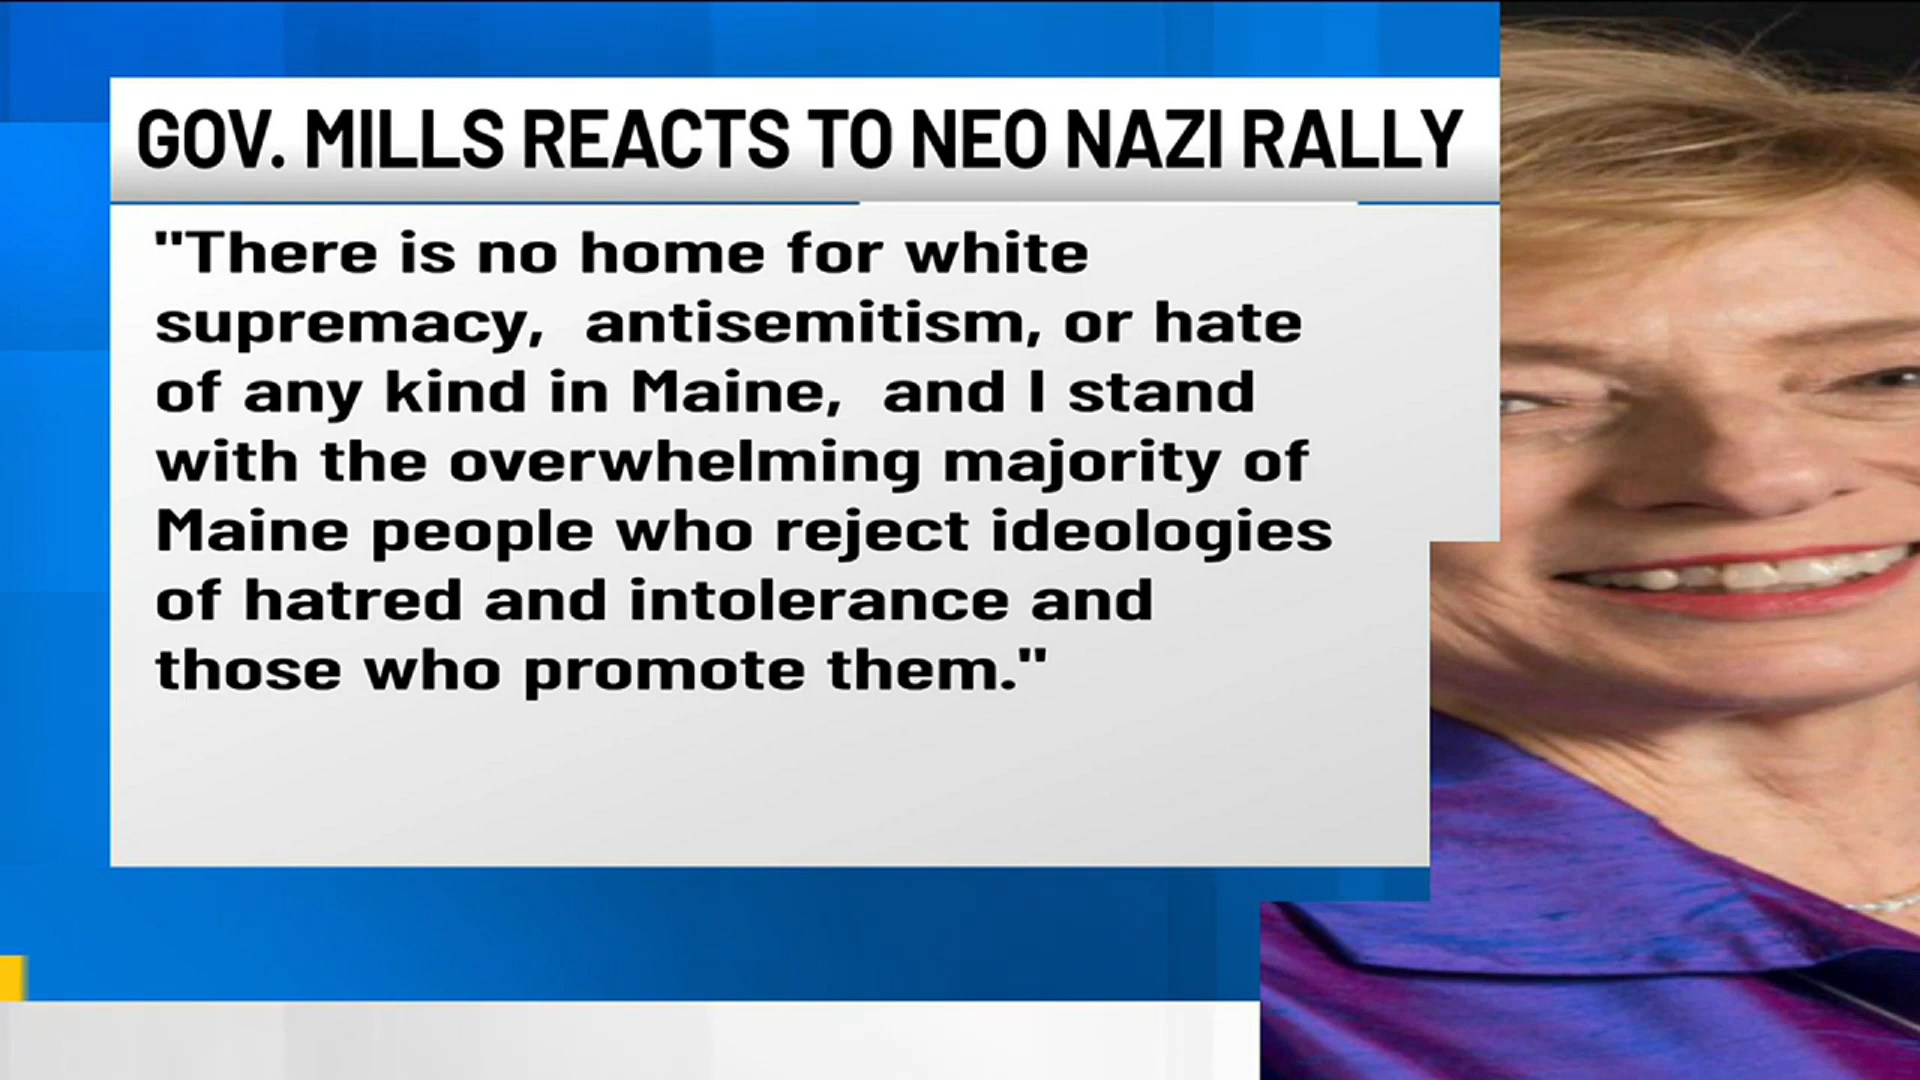 GOV. MILLS REACTS TO NEO NAZI RALLY
"There is no home for white
supremacy,  antisemitism, or hate
of any kind in Maine,  and I stand
with the overwhelming majority of
Maine people who reject ideologies
of hatred and intolerance and
those who promote them."